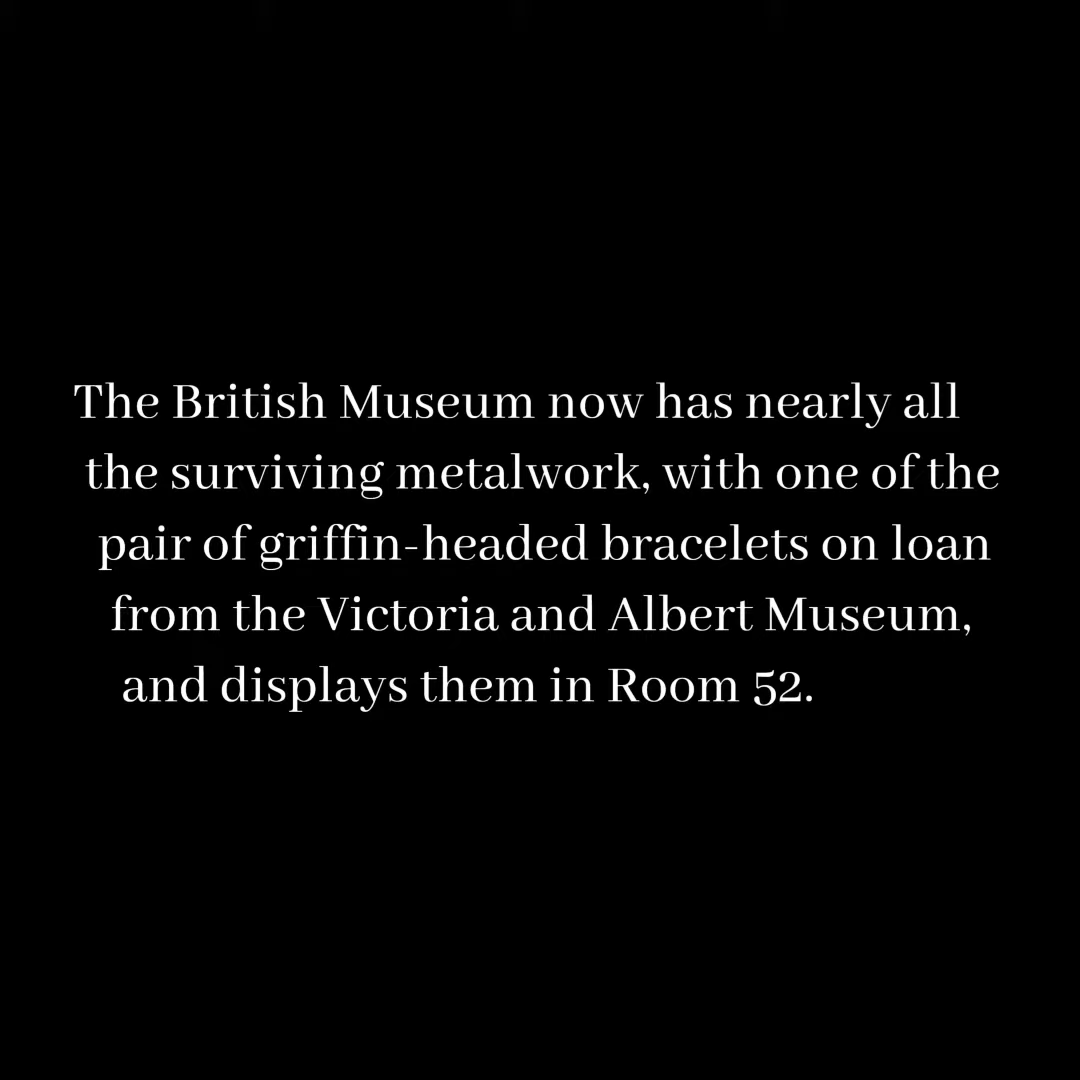 The British Museum now has nearly all
the surviving metalwork, with one of the
pair of griffin-headed bracelets on loan
from the Victoria and Albert Museum,
and displays them in Room 52.